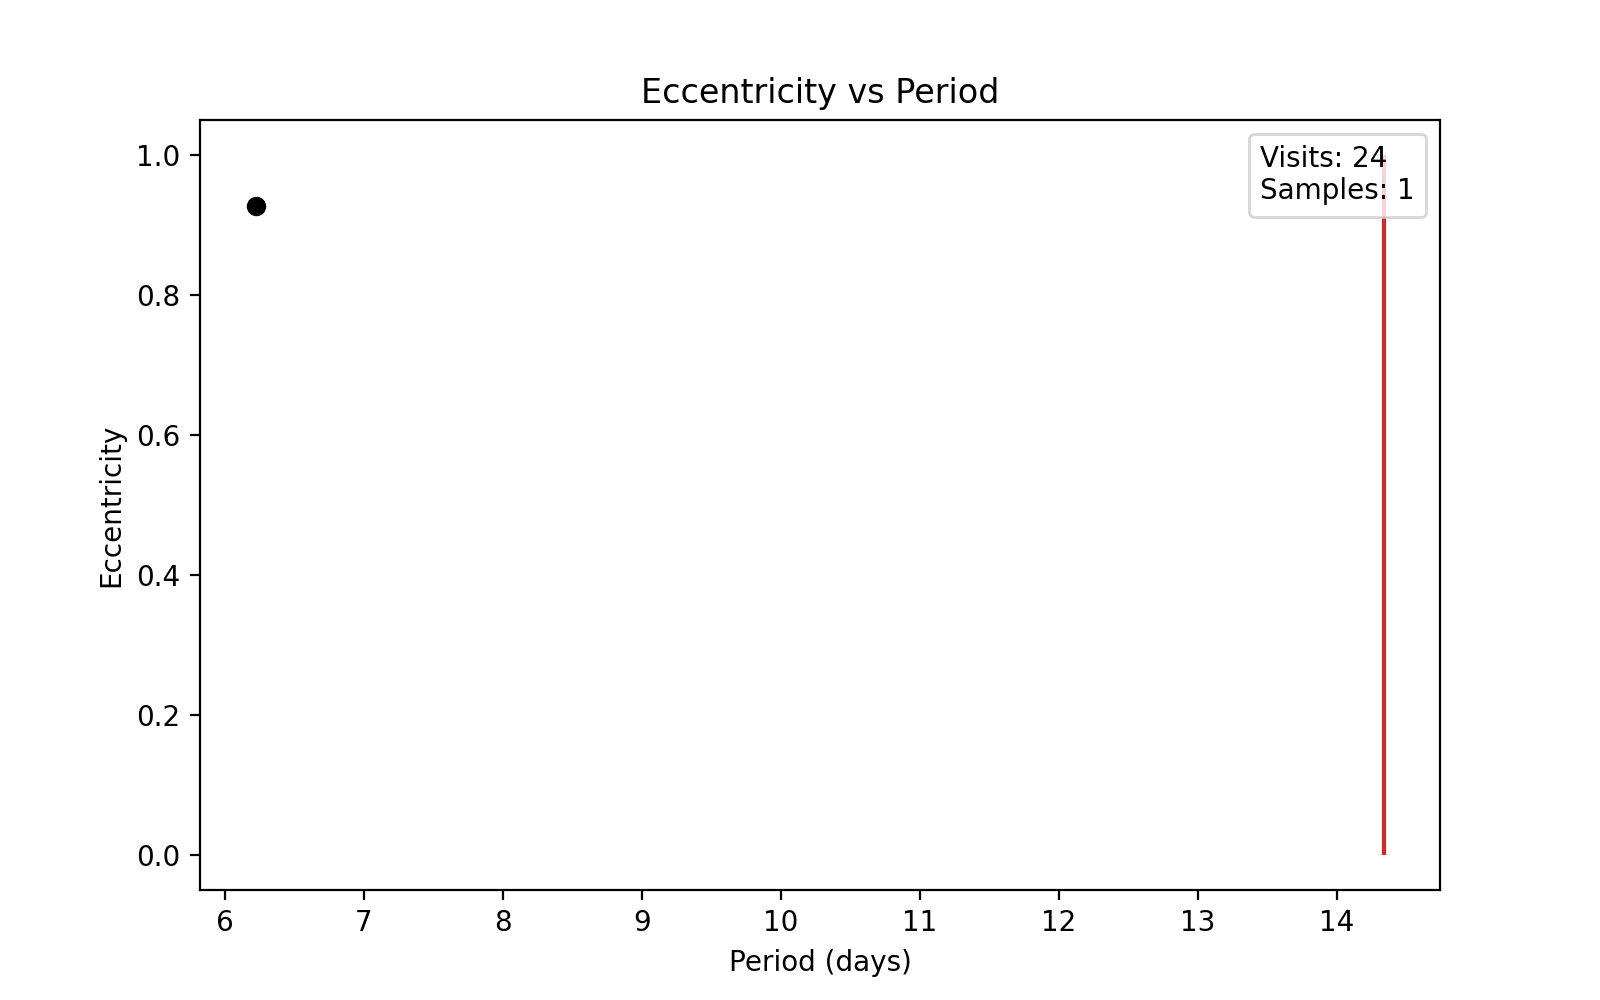 Eccentricity vs Period
Visits: 24
Samples: 1
1.0
0.8
0.6
0.4
0.2
0.0
Eccentricity
6 7 8 9 10 11 12 13 14
Period (days)